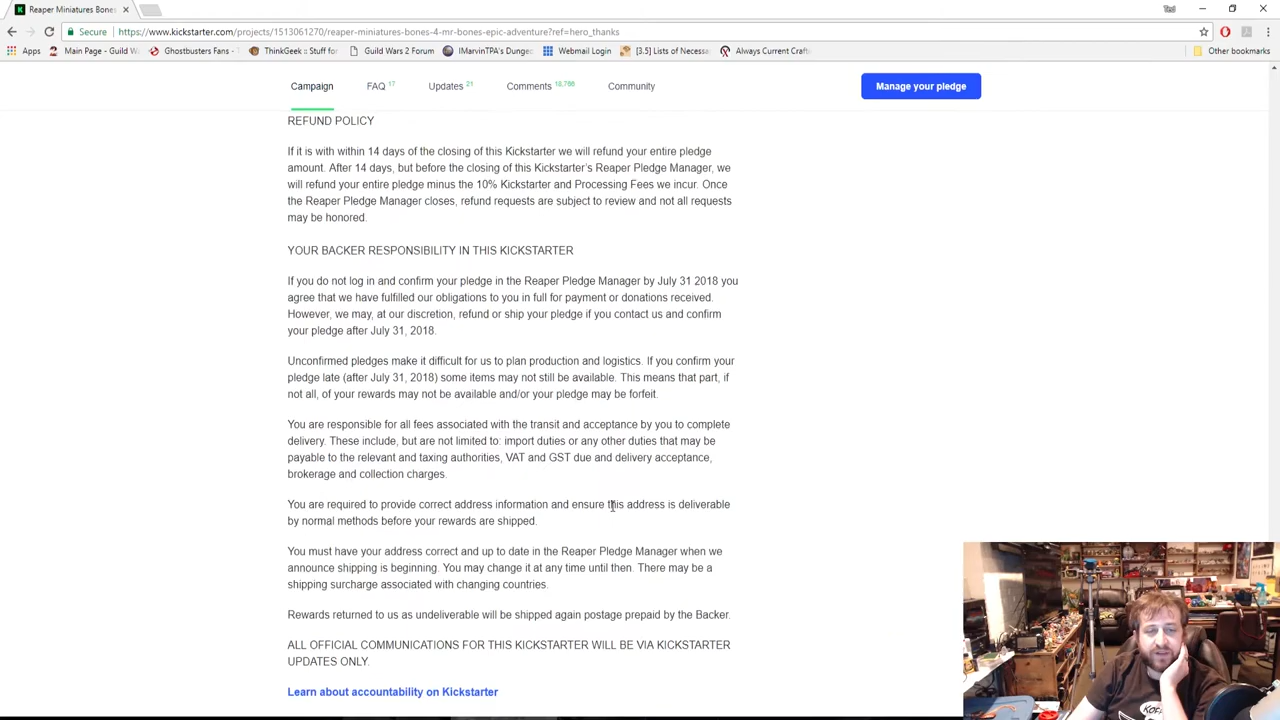 Reaper Miniatures Bones
Ted
Secure
https://www.kickstarter.com/projects/1513061270/reaper-miniatures-bones-4-mr-bones-epic-adventure?ref=hero_thanks
Apps Main Page - Guild W Ghostbusters Fans - ThinkGeek :: Stuff for Guild Wars 2 Forum IMarvinTPA's Dunge Webmail Login [3.5] Lists of Necessa Always Current Craft Other bookmarks
Campaign FAQ 17 Updates 21 Comments 18,766 Community Manage your pledge
REFUND POLICY
If it is with within 14 days of the closing of this Kickstarter we will refund your entire pledge
amount. After 14 days, but before the closing of this Kickstarter's Reaper Pledge Manager, we
will refund your entire pledge minus the 10% Kickstarter and Processing Fees we incur. Once
the Reaper Pledge Manager closes, refund requests are subject to review and not all requests
may be honored.
YOUR BACKER RESPONSIBILITY IN THIS KICKSTARTER
If you do not log in and confirm your pledge in the Reaper Pledge Manager by July 31 2018 you
agree that we have fulfilled our obligations to you in full for payment or donations received.
However, we may, at our discretion, refund or ship your pledge if you contact us and confirm
your pledge after July 31, 2018.
Unconfirmed pledges make it difficult for us to plan production and logistics. If you confirm your
pledge late (after July 31, 2018) some items may not still be available. This means that part, if
not all, of your rewards may not be available and/or your pledge may be forfeit.
You are responsible for all fees associated with the transit and acceptance by you to complete
delivery. These include, but are not limited to: import duties or any other duties that may be
payable to the relevant and taxing authorities, VAT and GST due and delivery acceptance,
brokerage and collection charges.
You are required to provide correct address information and ensure this address is deliverable
by normal methods before your rewards are shipped.
You must have your address correct and up to date in the Reaper Pledge Manager when we
announce shipping is beginning. You may change it at any time until then. There may be a
shipping surcharge associated with changing countries.
Rewards returned to us as undeliverable will be shipped again postage prepaid by the Backer.
ALL OFFICIAL COMMUNICATIONS FOR THIS KICKSTARTER WILL BE VIA KICKSTARTER
UPDATES ONLY.
Learn about accountability on Kickstarter